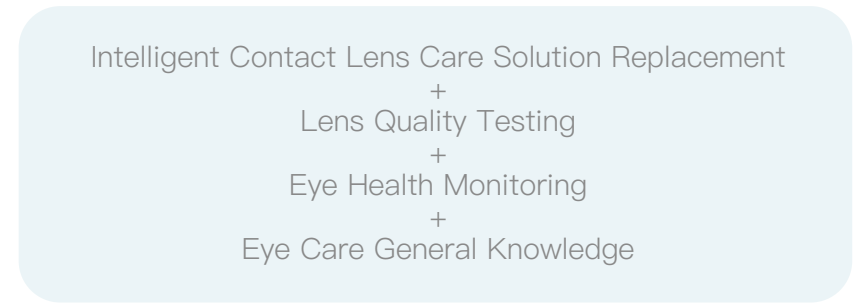 Intelligent Contact Lens Care Solution Replacement
+
Lens Quality Testing
+
Eye Health Monitoring
+
Eye Care General Knowledge